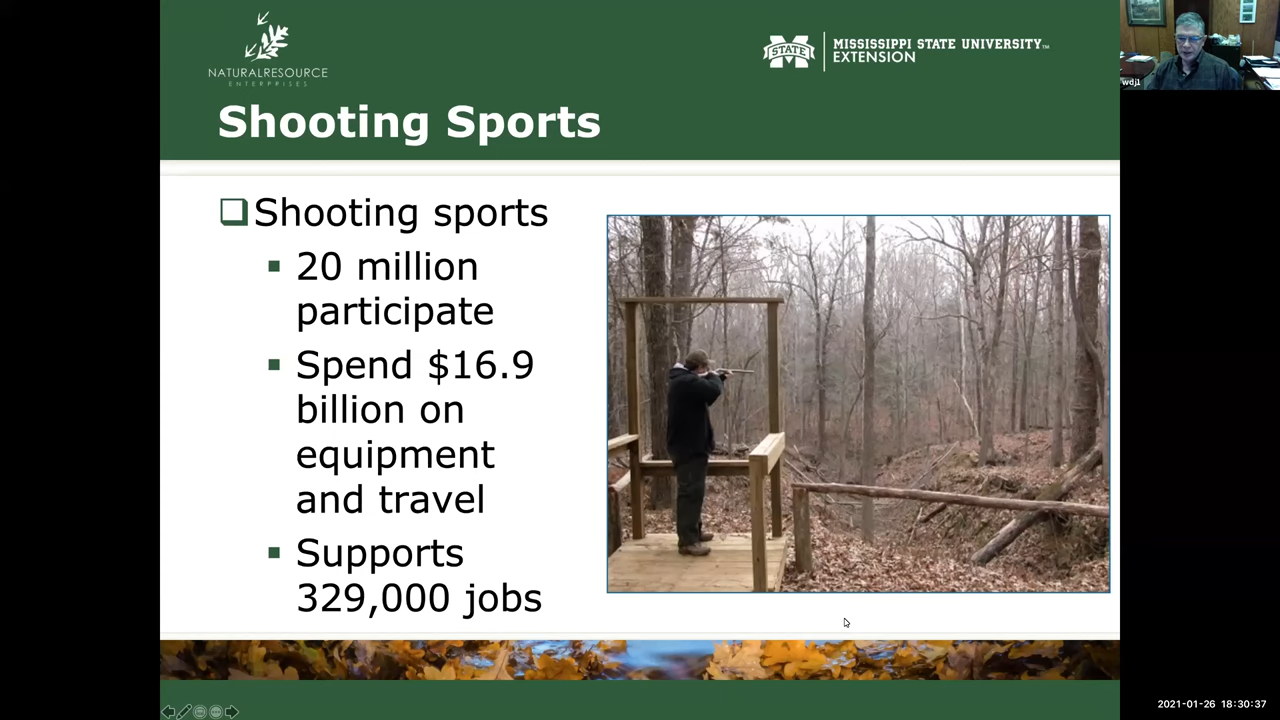 NATURALRESOURCE
ENTERPRISES
STATE
MISSISSIPPI STATE UNIVERSITY™
EXTENSION
wdj1
Shooting Sports
Shooting sports
20 million
participate
Spend $16.9
billion on
equipment
and travel
Supports
329,000 jobs
2021-01-26 18:30:37